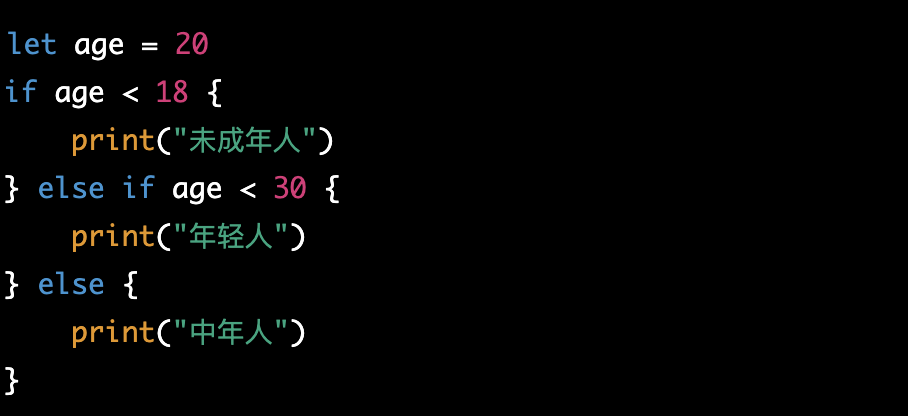 let age = 20
if age < 18 {
    print("未成年人")
} else if age < 30 {
    print("年轻人")
} else {
    print("中年人")
}